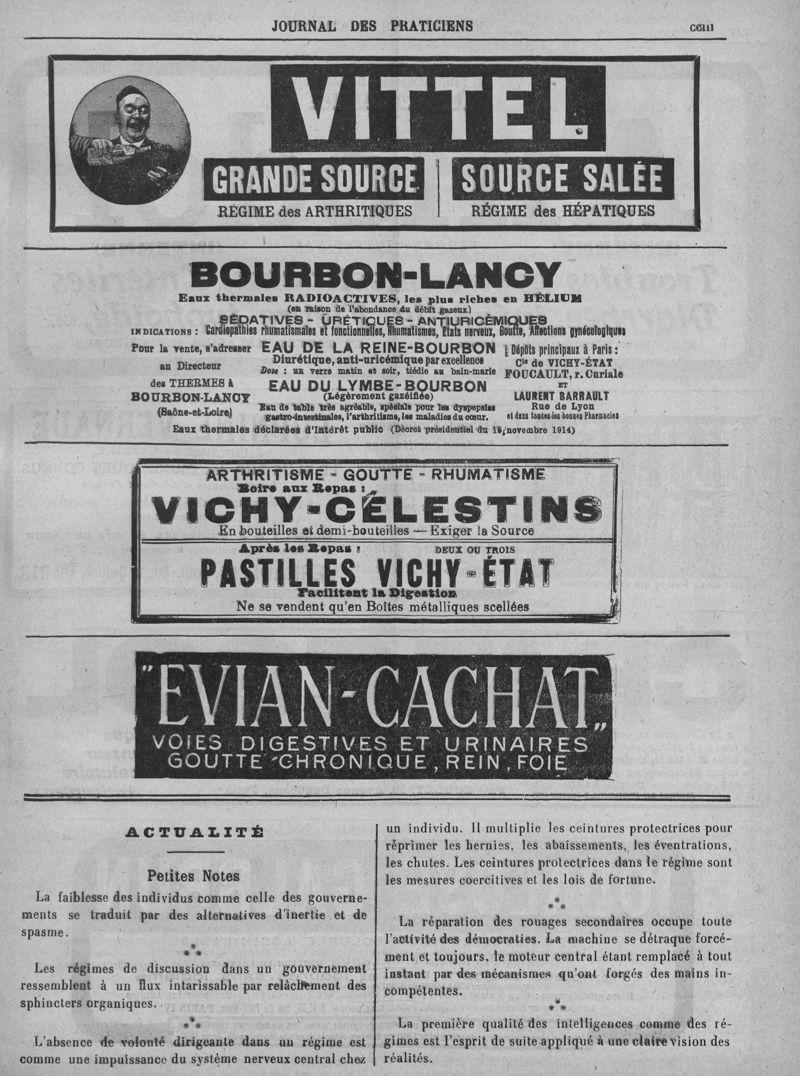 JOURNAL DES PRATICIENS
VITTEL
GRANDE SOURCE
RÉGIME des ARTHRITIQUES
SOURCE SALÉE
RÉGIME des HÉPATIQUES
BOURBON-LANCY
Eaux thermales RADIOACTIVES, les plus riches en HÉLIUM
(en raison de l'abondance du débit gazeux)
SÉDATIVES - URÉTIQUES - ANTIURICÉMIQUES
INDICATIONS : Cardiopathies rhumatismales et fonctionnelles, Rhumatismes, Etats nerveux, Goutte, Affections gynécologiques
Pour la vente, s'adresser
au Directeur
des THERMES à
BOURBON-LANCY
(Saône-et-Loire)
EAU DE LA REINE-BOURBON
Diurétique, anti-uricémique par excellence
Dose : un verre matin et soir, tiédie au bain-marie
EAU DU LYMBE-BOURBON
(Légèrement gazéifiée)
Eau de table très agréable, spéciale pour les dyspepsies
gastro-intestinales, l'arthritisme, les maladies du cœur.
Dépôts principaux à Paris :
Cie de VICHY-ÉTAT
FOUCAULT, r. Curiale
ET
LAURENT BARRAULT
Rue de Lyon
et dans toutes les bonnes Pharmacies
Eaux thermales déclarées d'Intérêt public (Décret présidentiel du 15 novembre 1914)
ARTHRITISME - GOUTTE - RHUMATISME
Boire aux Repas :
VICHY-CÉLESTINS
En bouteilles et demi-bouteilles — Exiger la Source
Après les Repas : DEUX OU TROIS
PASTILLES VICHY-ÉTAT
Facilitent la Digestion
Ne se vendent qu'en Boîtes métalliques scellées
"EVIAN-CACHAT"
VOIES DIGESTIVES ET URINAIRES
GOUTTE CHRONIQUE, REIN, FOIE
ACTUALITÉ
Petites Notes
La faiblesse des individus comme celle des gouverne-
ments se traduit par des alternatives d'inertie et de
spasme.
* * *
Les régimes de discussion dans un gouvernement
ressemblent à un flux intarissable par relâchement des
sphincters organiques.
* * *
L'absence de volonté dirigeante dans un régime est
comme une impuissance du système nerveux central chez
un individu. Il multiplie les ceintures protectrices pour
réprimer les hernies, les abaissements, les éventrations,
les chutes. Les ceintures protectrices dans le régime sont
les mesures coercitives et les lois de fortune.
* * *
La réparation des rouages secondaires occupe toute
l'activité des démocraties. La machine se détraque forcé-
ment et toujours, le moteur central étant remplacé à tout
instant par des mécanismes qu'ont forgés des mains in-
compétentes.
* * *
La première qualité des intelligences comme des ré-
gimes est l'esprit de suite appliqué à une claire vision des
réalités.